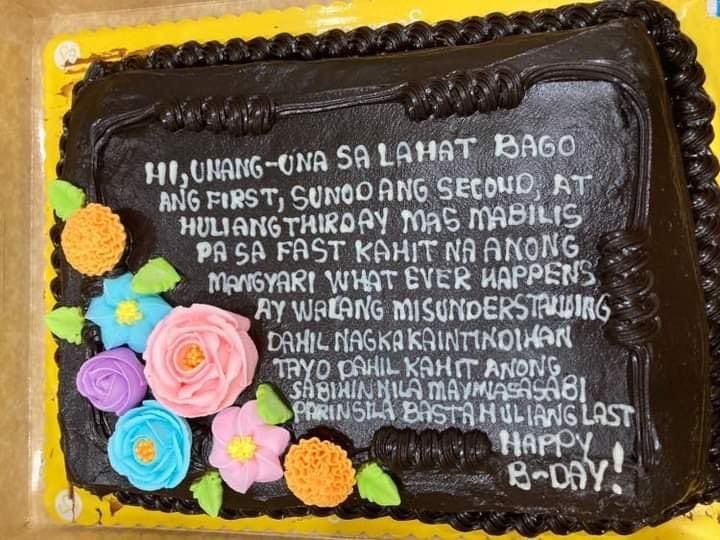 HI, UNANG-UNA SA LAHAT BAGO
ANG FIRST, SUNOD ANG SECOND, AT
HULI ANG THIRD AY MAS MABILIS
PA SA FAST KAHIT NA ANONG
MANGYARI WHAT EVER HAPPENS
AY WALANG MISUNDERSTANDING
DAHIL NAGKAKAINTINDIHAN
TAYO DAHIL KAHIT ANONG
SABIHIN NILA MAY MASASABI
PARIN SILA BASTA HULI ANG LAST
HAPPY
B-DAY!